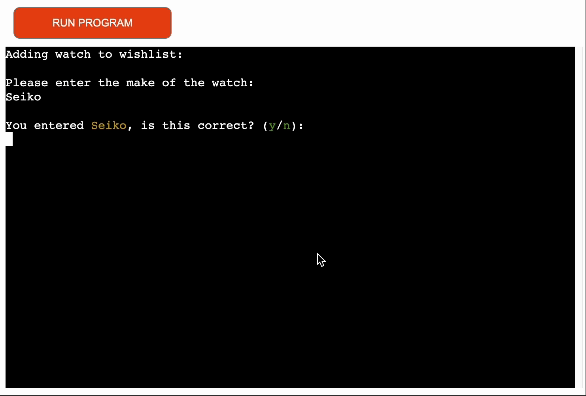 RUN PROGRAM
Adding watch to wishlist:
Please enter the make of the watch:
Seiko
You entered Seiko, is this correct? (y/n):